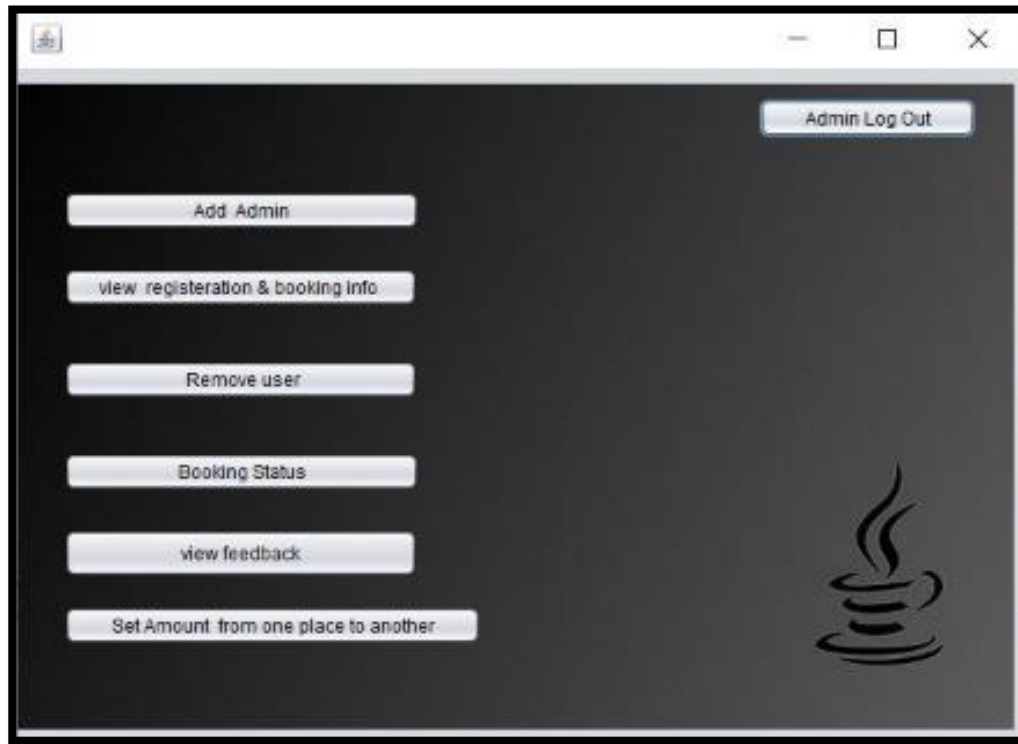 Admin Log Out
Add Admin
view registeration & booking info
Remove user
Booking Status
view feedback
Set Amount from one place to another